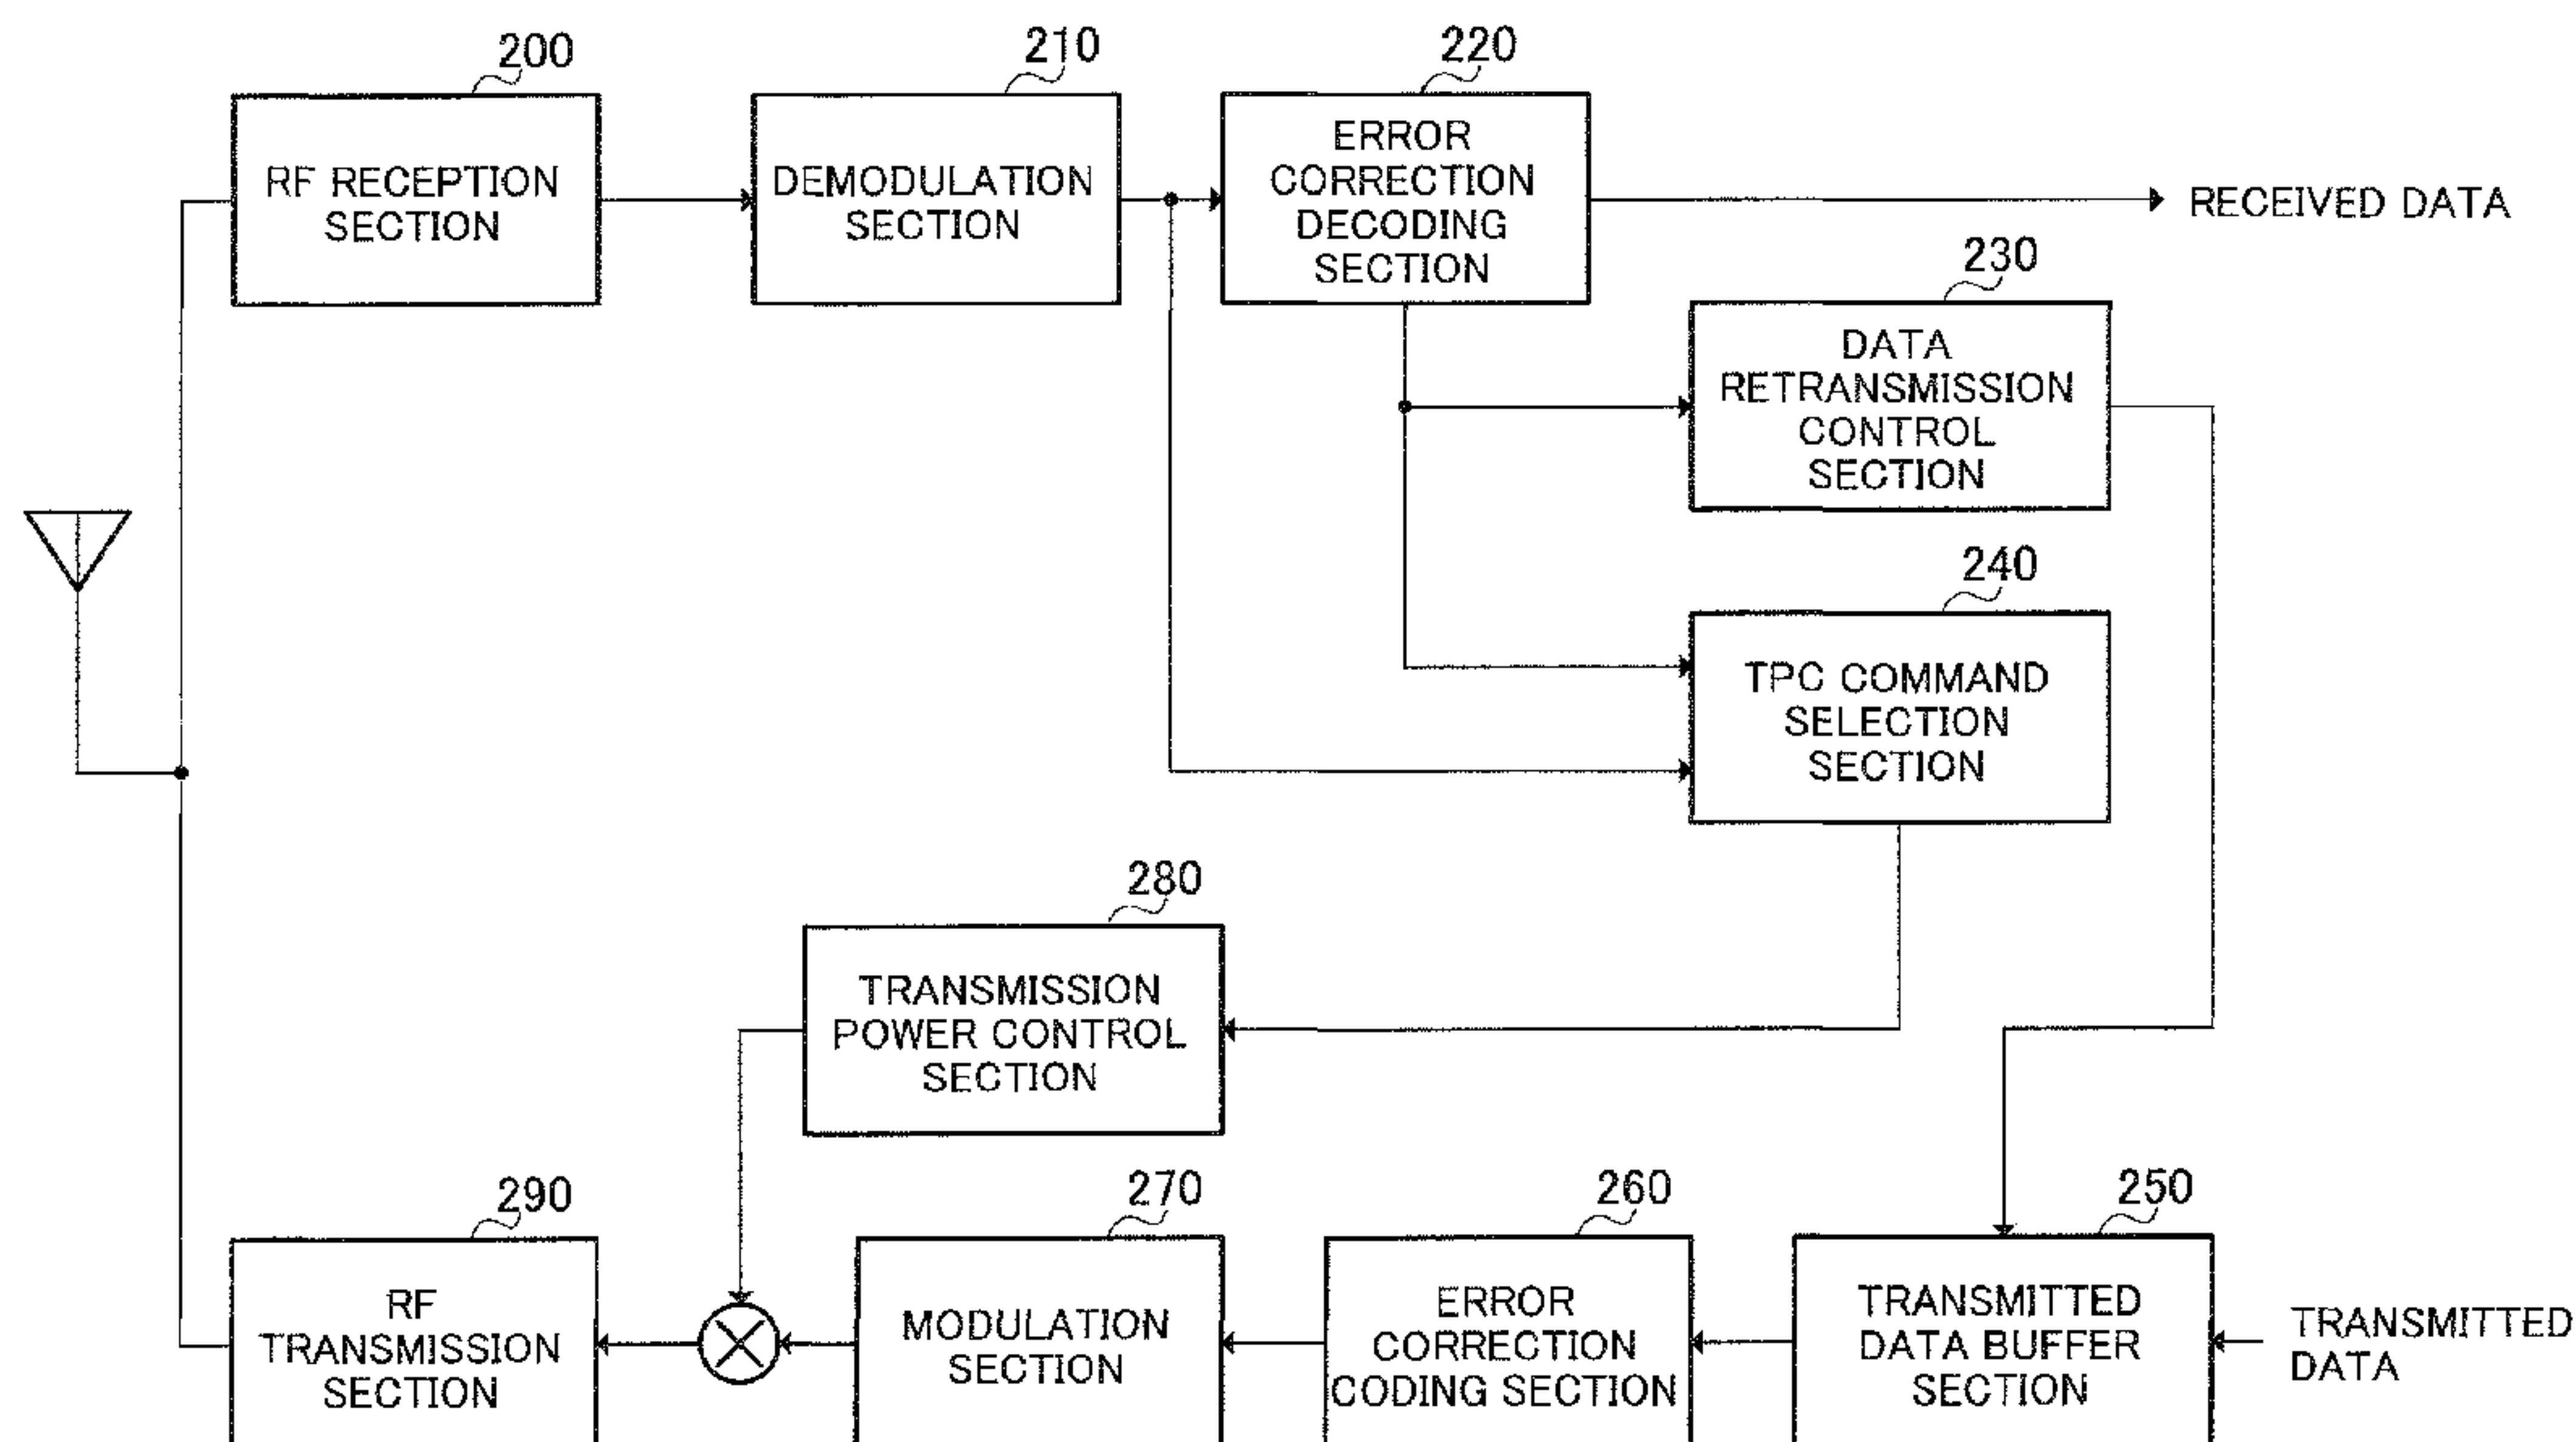 200
RF RECEPTION
SECTION
210
DEMODULATION
SECTION
220
ERROR
CORRECTION
DECODING
SECTION
RECEIVED DATA
230
DATA
RETRANSMISSION
CONTROL
SECTION
240
TPC COMMAND
SELECTION
SECTION
280
TRANSMISSION
POWER CONTROL
SECTION
290
RF
TRANSMISSION
SECTION
270
MODULATION
SECTION
260
ERROR
CORRECTION
CODING SECTION
250
TRANSMITTED
DATA BUFFER
SECTION
TRANSMITTED
DATA